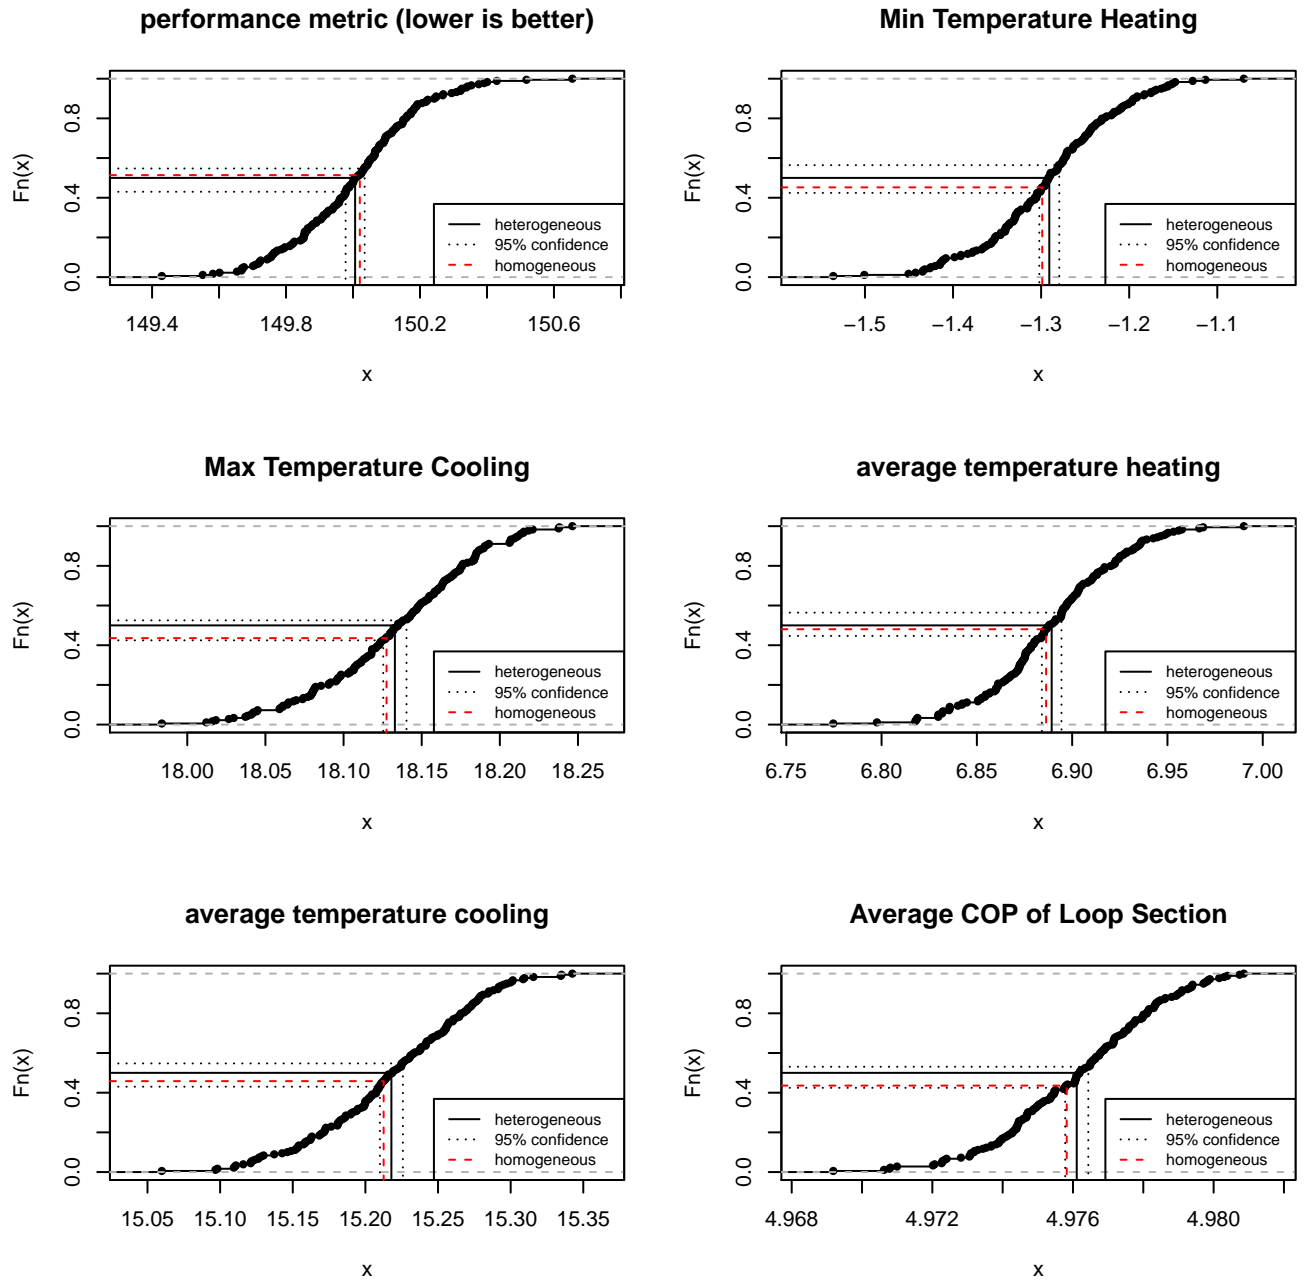 performance metric (lower is better)
Fn(x)
0.0 0.4 0.8
heterogeneous
95% confidence
homogeneous
149.4 149.8 150.2 150.6
x
Min Temperature Heating
Fn(x)
0.0 0.4 0.8
heterogeneous
95% confidence
homogeneous
−1.5 −1.4 −1.3 −1.2 −1.1
x
Max Temperature Cooling
Fn(x)
0.0 0.4 0.8
heterogeneous
95% confidence
homogeneous
18.00 18.05 18.10 18.15 18.20 18.25
x
average temperature heating
Fn(x)
0.0 0.4 0.8
heterogeneous
95% confidence
homogeneous
6.75 6.80 6.85 6.90 6.95 7.00
x
average temperature cooling
Fn(x)
0.0 0.4 0.8
heterogeneous
95% confidence
homogeneous
15.05 15.10 15.15 15.20 15.25 15.30 15.35
x
Average COP of Loop Section
Fn(x)
0.0 0.4 0.8
heterogeneous
95% confidence
homogeneous
4.968 4.972 4.976 4.980
x